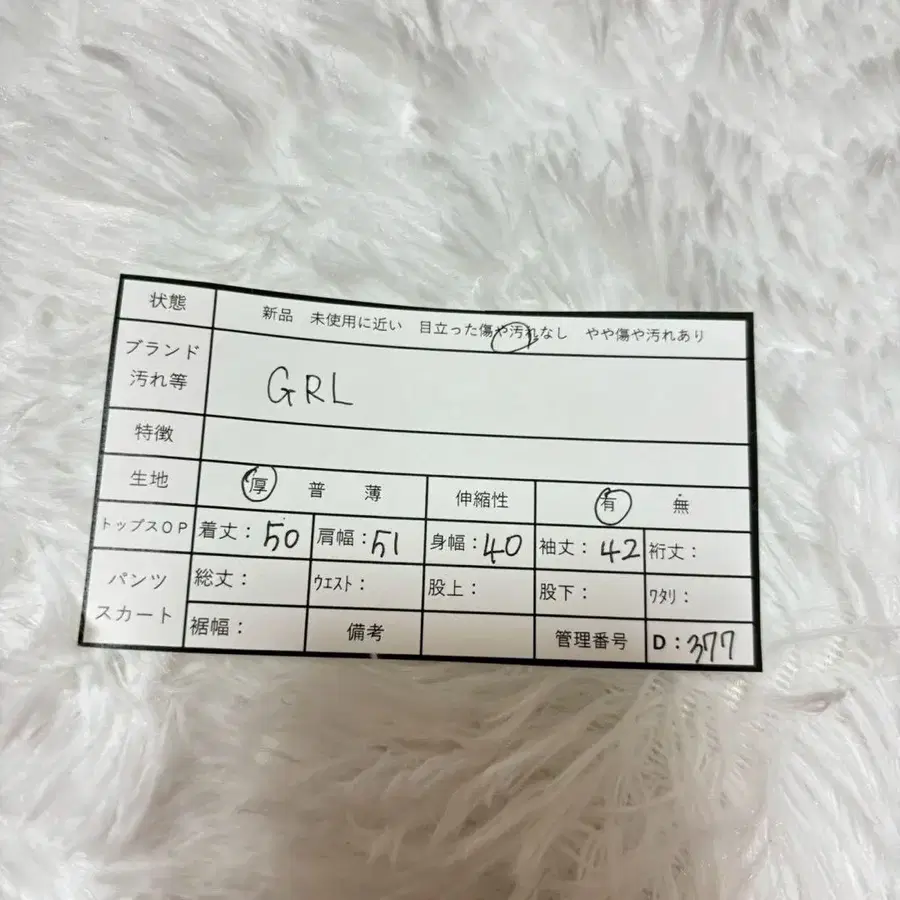 状態 新品 未使用に近い 目立った傷や汚れなし やや傷や汚れあり
ブランド
汚れ等 GRL
特徴
生地 厚 普 薄 伸縮性 有 無
トップスOP 着丈：50 肩幅：51 身幅：40 袖丈：42 裄丈：
パンツ
スカート
総丈： ｳｴｽﾄ： 股上： 股下： ﾜﾀﾘ：
裾幅： 備考 管理番号 D：377